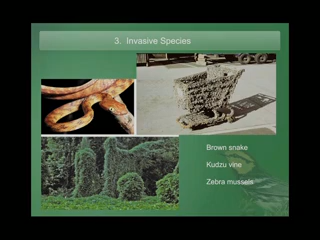 3. Invasive Species
Brown snake
Kudzu vine
Zebra mussels